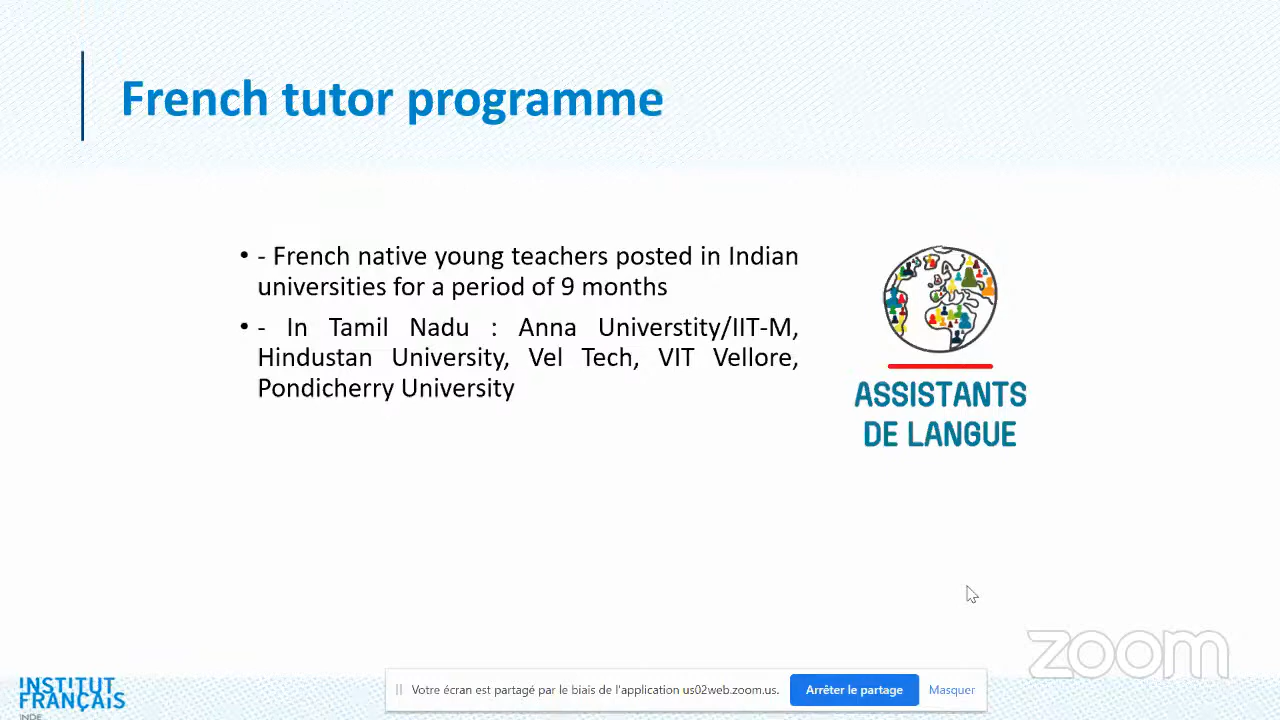 French tutor programme
• - French native young teachers posted in Indian
universities for a period of 9 months
• - In Tamil Nadu : Anna Universtity/IIT-M,
Hindustan University, Vel Tech, VIT Vellore,
Pondicherry University
ASSISTANTS
DE LANGUE
zoom
INSTITUT
FRANÇAIS
INDE
Votre écran est partagé par le biais de l'application us02web.zoom.us.
Arrêter le partage
Masquer